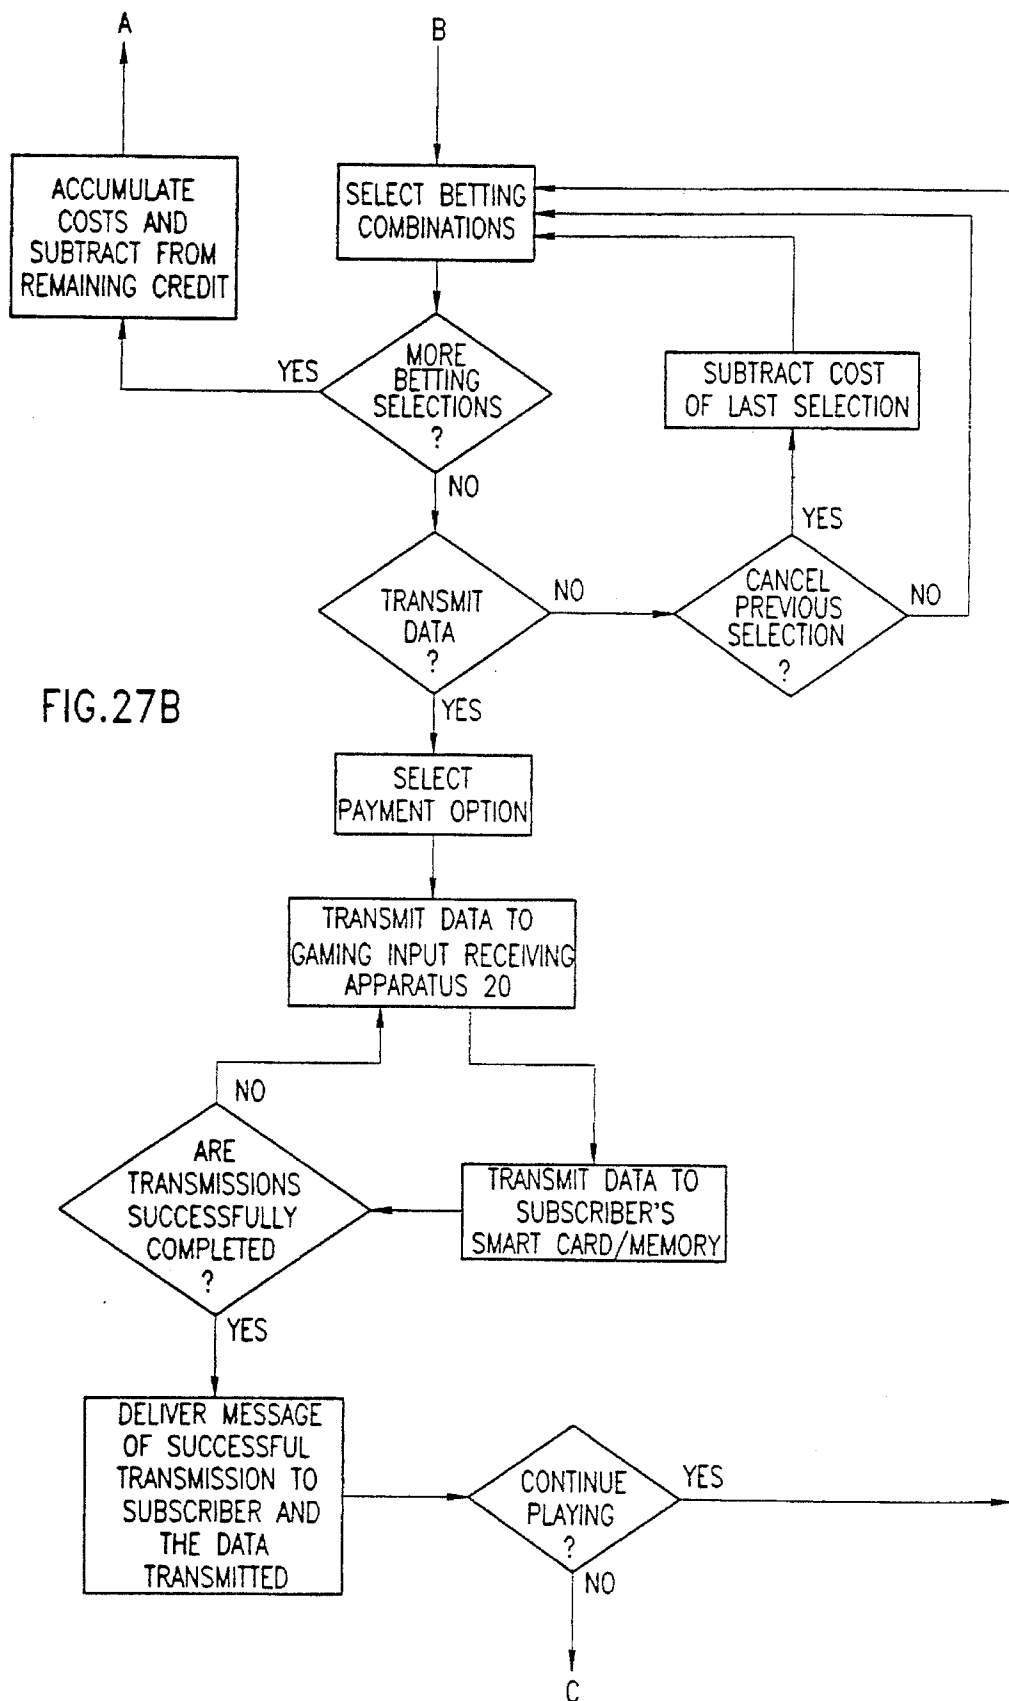 A
B
ACCUMULATE
COSTS AND
SUBTRACT FROM
REMAINING CREDIT
SELECT BETTING
COMBINATIONS
YES
MORE
BETTING
SELECTIONS
?
SUBTRACT COST
OF LAST SELECTION
NO
YES
TRANSMIT
DATA
?
NO
CANCEL
PREVIOUS
SELECTION
?
NO
FIG.27B
YES
SELECT
PAYMENT OPTION
TRANSMIT DATA TO
GAMING INPUT RECEIVING
APPARATUS 20
NO
ARE
TRANSMISSIONS
SUCCESSFULLY
COMPLETED
?
TRANSMIT DATA TO
SUBSCRIBER'S
SMART CARD/MEMORY
YES
DELIVER MESSAGE
OF SUCCESSFUL
TRANSMISSION TO
SUBSCRIBER AND
THE DATA
TRANSMITTED
CONTINUE
PLAYING
?
YES
NO
C